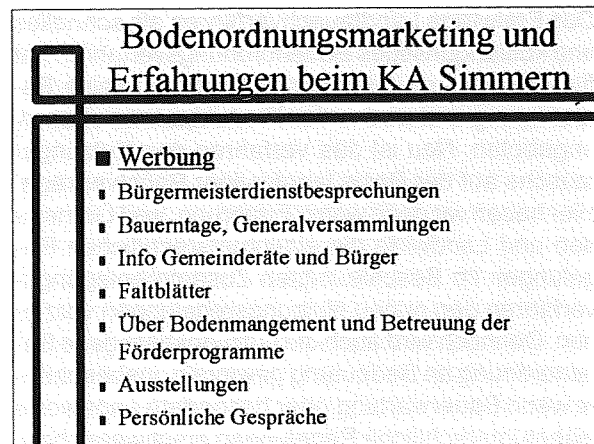 Bodenordnungsmarketing und
Erfahrungen beim KA Simmern
Werbung
Bürgermeisterdienstbesprechungen
Bauerntage, Generalversammlungen
Info Gemeinderäte und Bürger
Faltblätter
Über Bodenmangement und Betreuung der
Förderprogramme
Ausstellungen
Persönliche Gespräche